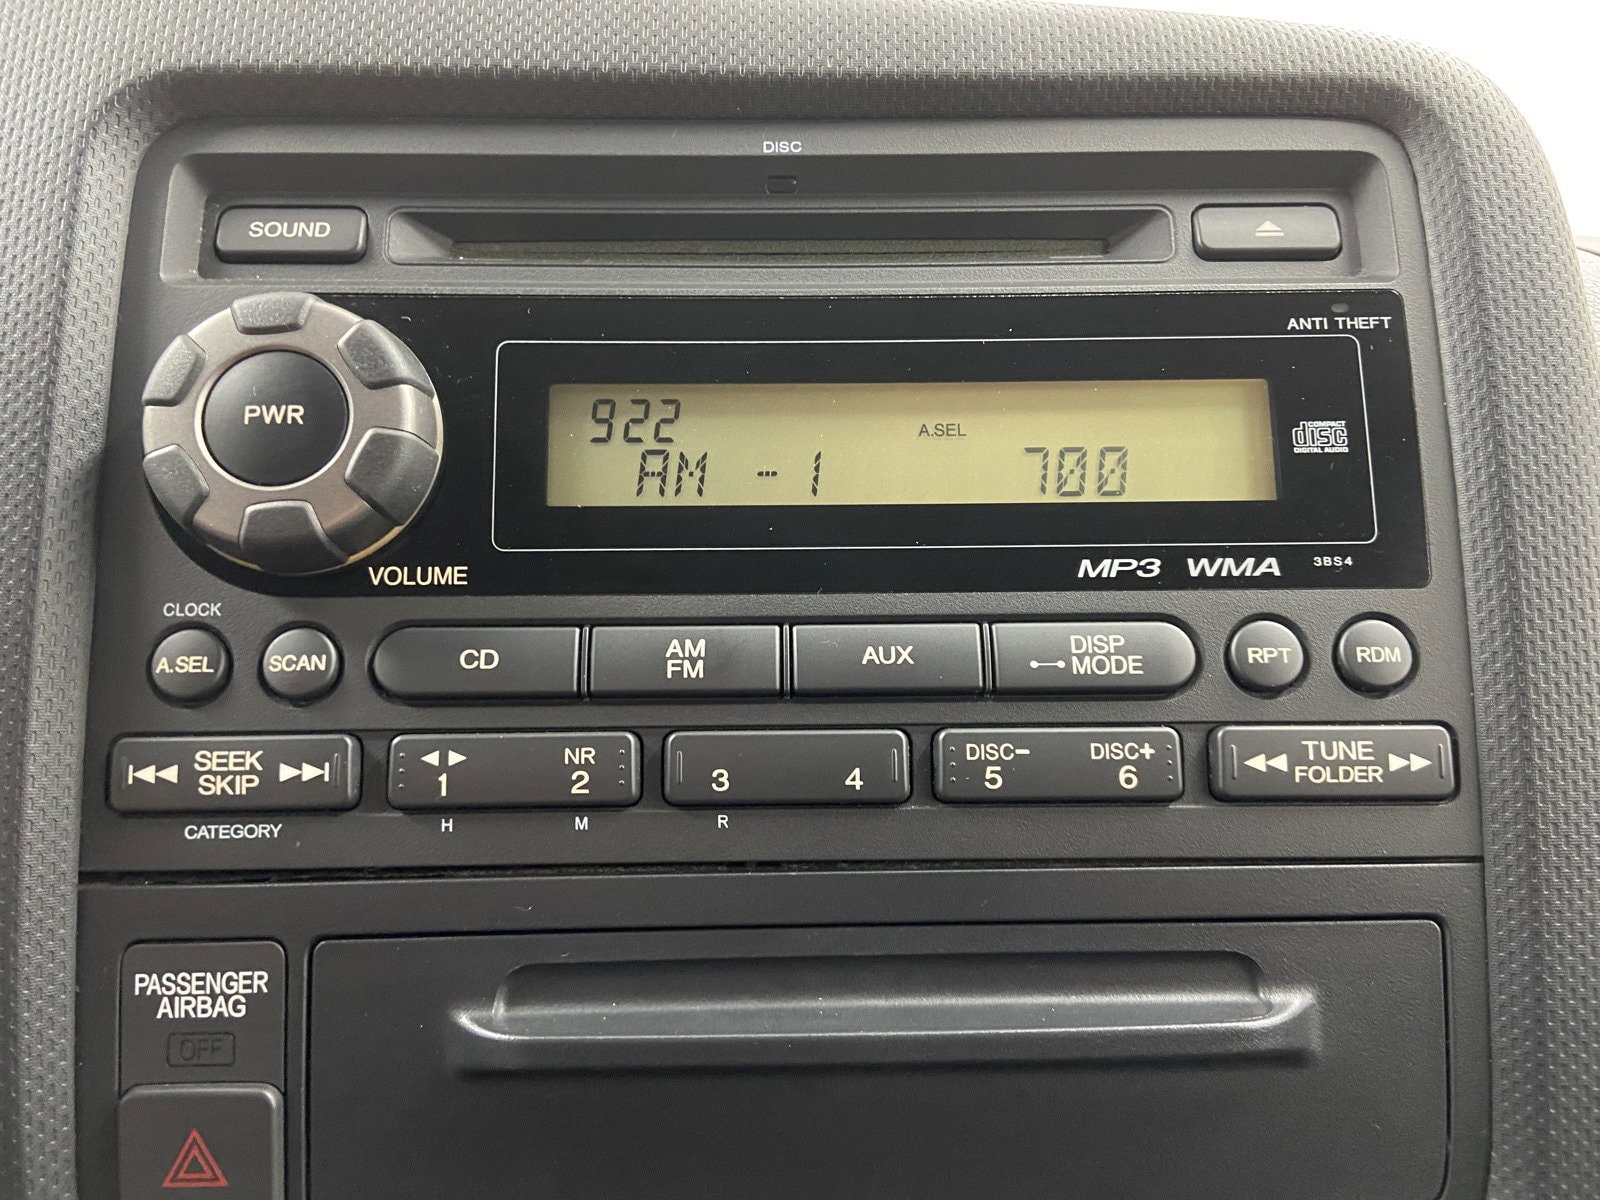 DISC
SOUND
ANTI THEFT
PWR
922
A.SEL
AM -1 700
COMPACT
disc
DIGITAL AUDIO
MP3 WMA 3BS4
VOLUME
CLOCK
A.SEL
SCAN
CD
AM
FM
AUX
DISP
MODE
RPT
RDM
SEEK
SKIP
CATEGORY
1
H
NR
2
M
3
R
4
DISC-
5
DISC+
6
TUNE
FOLDER
PASSENGER
AIRBAG
OFF